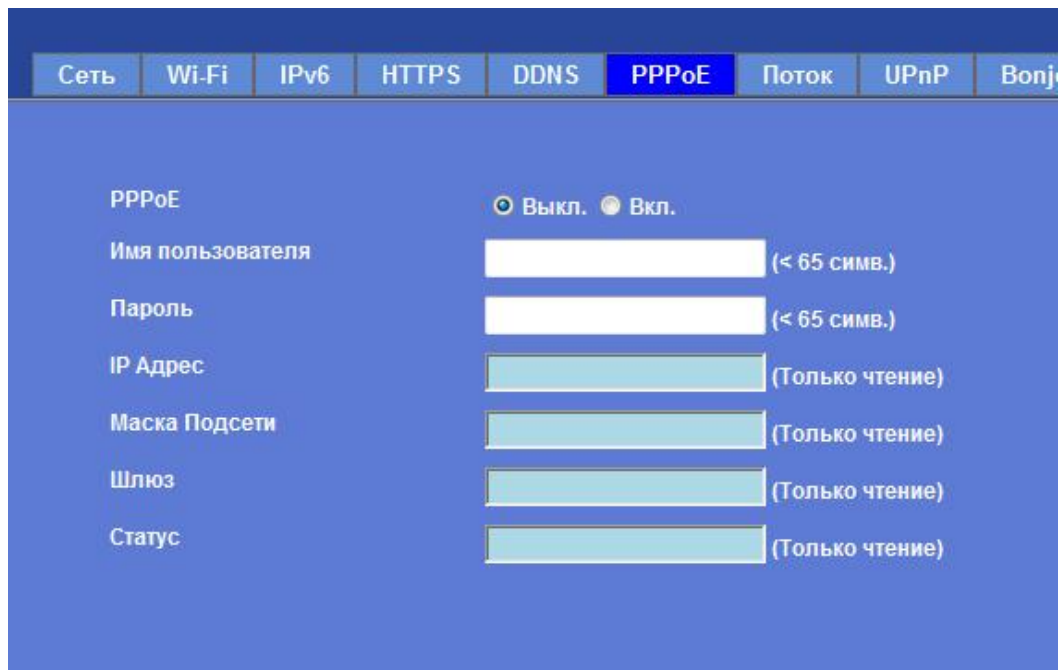 Сеть Wi-Fi IPv6 HTTPS DDNS PPPoE Поток UPnP Bonj
PPPoE Выкл. Вкл.
Имя пользователя (< 65 симв.)
Пароль (< 65 симв.)
IP Адрес (Только чтение)
Маска Подсети (Только чтение)
Шлюз (Только чтение)
Статус (Только чтение)